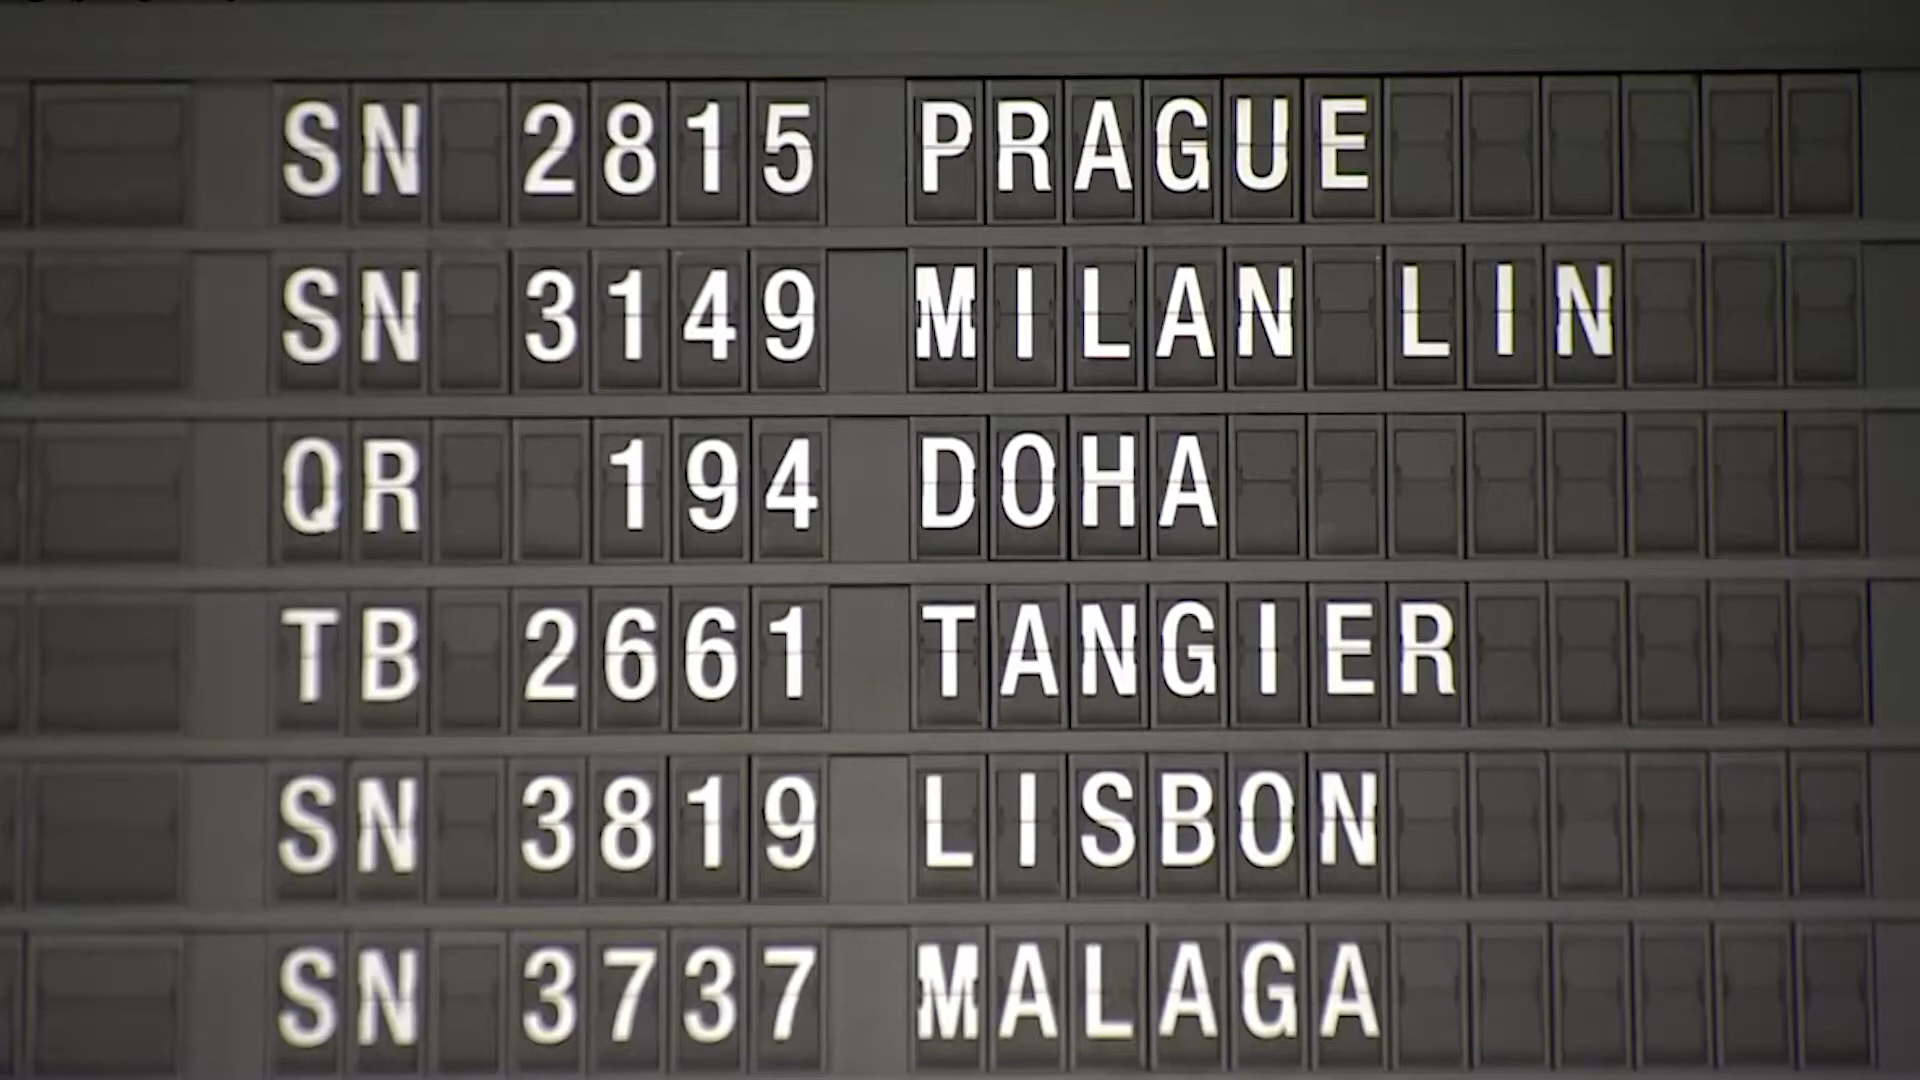 SN 2815 PRAGUE
SN 3149 MILAN LIN
QR 194 DOHA
TB 2661 TANGIER
SN 3819 LISBON
SN 3737 MALAGA